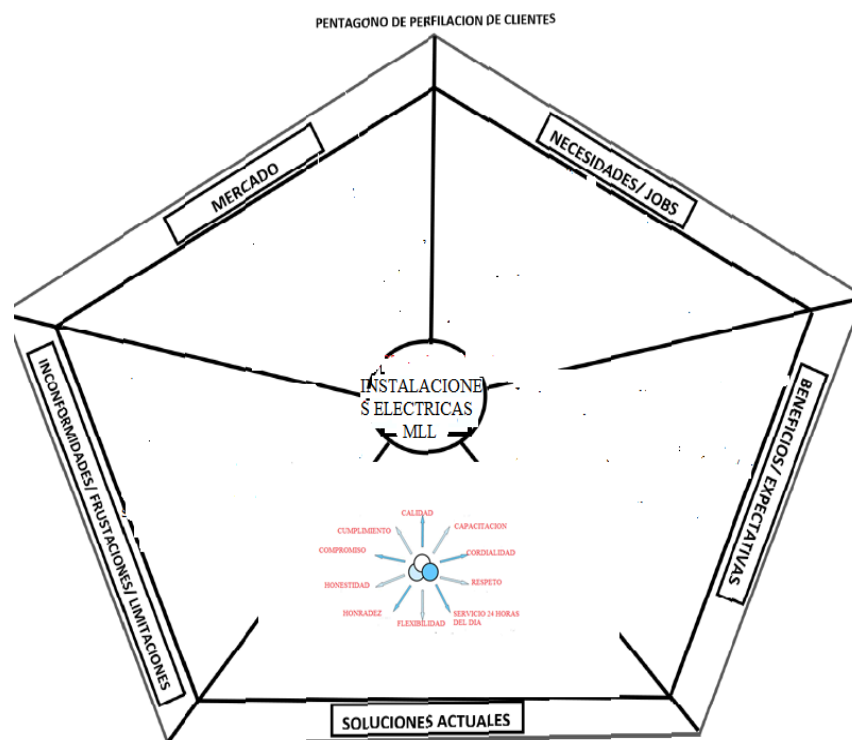 PENTAGONO DE PERFILACION DE CLIENTES
MERCADO
NECESIDADES/ JOBS
INCONFORMIDADES/ FRUSTACIONES/ LIMITACIONES
BENEFICIOS/ EXPECTATIVAS
INSTALACIONE
S ELECTRICAS
MLL
CALIDAD
CUMPLIMIENTO
CAPACITACION
COMPROMISO
CORDIALIDAD
HONESTIDAD
RESPETO
HONRADEZ
SERVICIO 24 HORAS
DEL DIA
FLEXIBILIDAD
SOLUCIONES ACTUALES